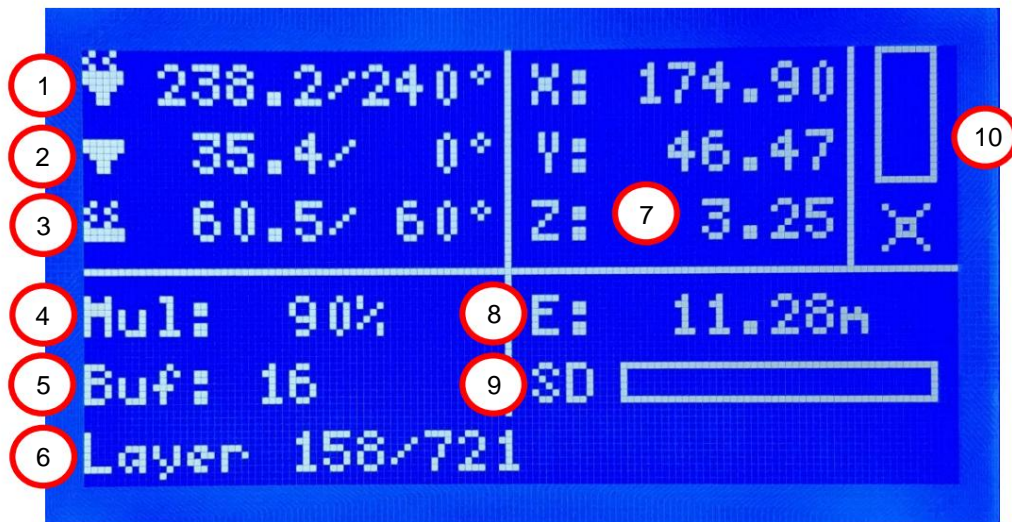 1 238.2/240° X: 174.90
2 35.4/ 0° Y: 46.47 10
3 60.5/ 60° Z: 7 3.25
4 Mul: 90% 8 E: 11.28m
5 Buf: 16 9 SD
6 Layer 158/721